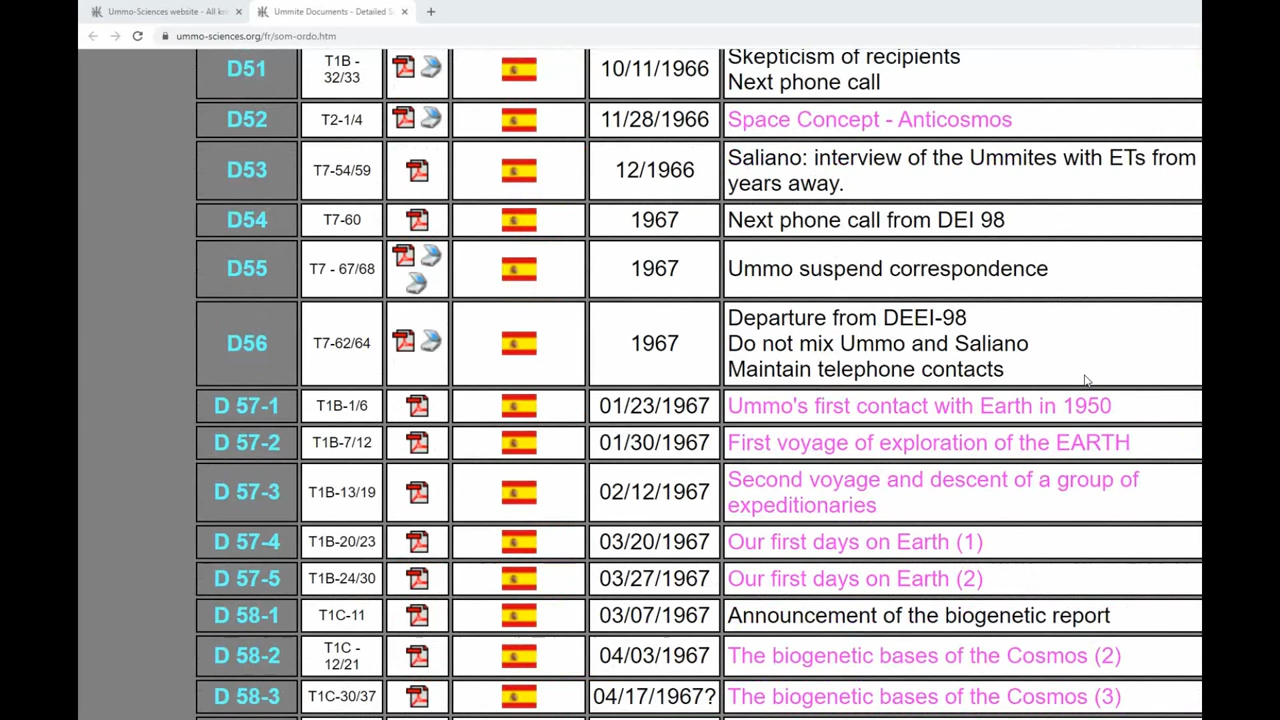 Ummo-Sciences website - All kn
Ummite Documents - Detailed S
ummo-sciences.org/fr/som-ordo.htm
D51
T1B -
32/33
10/11/1966
Skepticism of recipients
Next phone call
D52
T2-1/4
11/28/1966
Space Concept - Anticosmos
D53
T7-54/59
12/1966
Saliano: interview of the Ummites with ETs from
years away.
D54
T7-60
1967
Next phone call from DEI 98
D55
T7 - 67/68
1967
Ummo suspend correspondence
D56
T7-62/64
1967
Departure from DEEI-98
Do not mix Ummo and Saliano
Maintain telephone contacts
D 57-1
T1B-1/6
01/23/1967
Ummo's first contact with Earth in 1950
D 57-2
T1B-7/12
01/30/1967
First voyage of exploration of the EARTH
D 57-3
T1B-13/19
02/12/1967
Second voyage and descent of a group of
expeditionaries
D 57-4
T1B-20/23
03/20/1967
Our first days on Earth (1)
D 57-5
T1B-24/30
03/27/1967
Our first days on Earth (2)
D 58-1
T1C-11
03/07/1967
Announcement of the biogenetic report
D 58-2
T1C -
12/21
04/03/1967
The biogenetic bases of the Cosmos (2)
D 58-3
T1C-30/37
04/17/1967?
The biogenetic bases of the Cosmos (3)